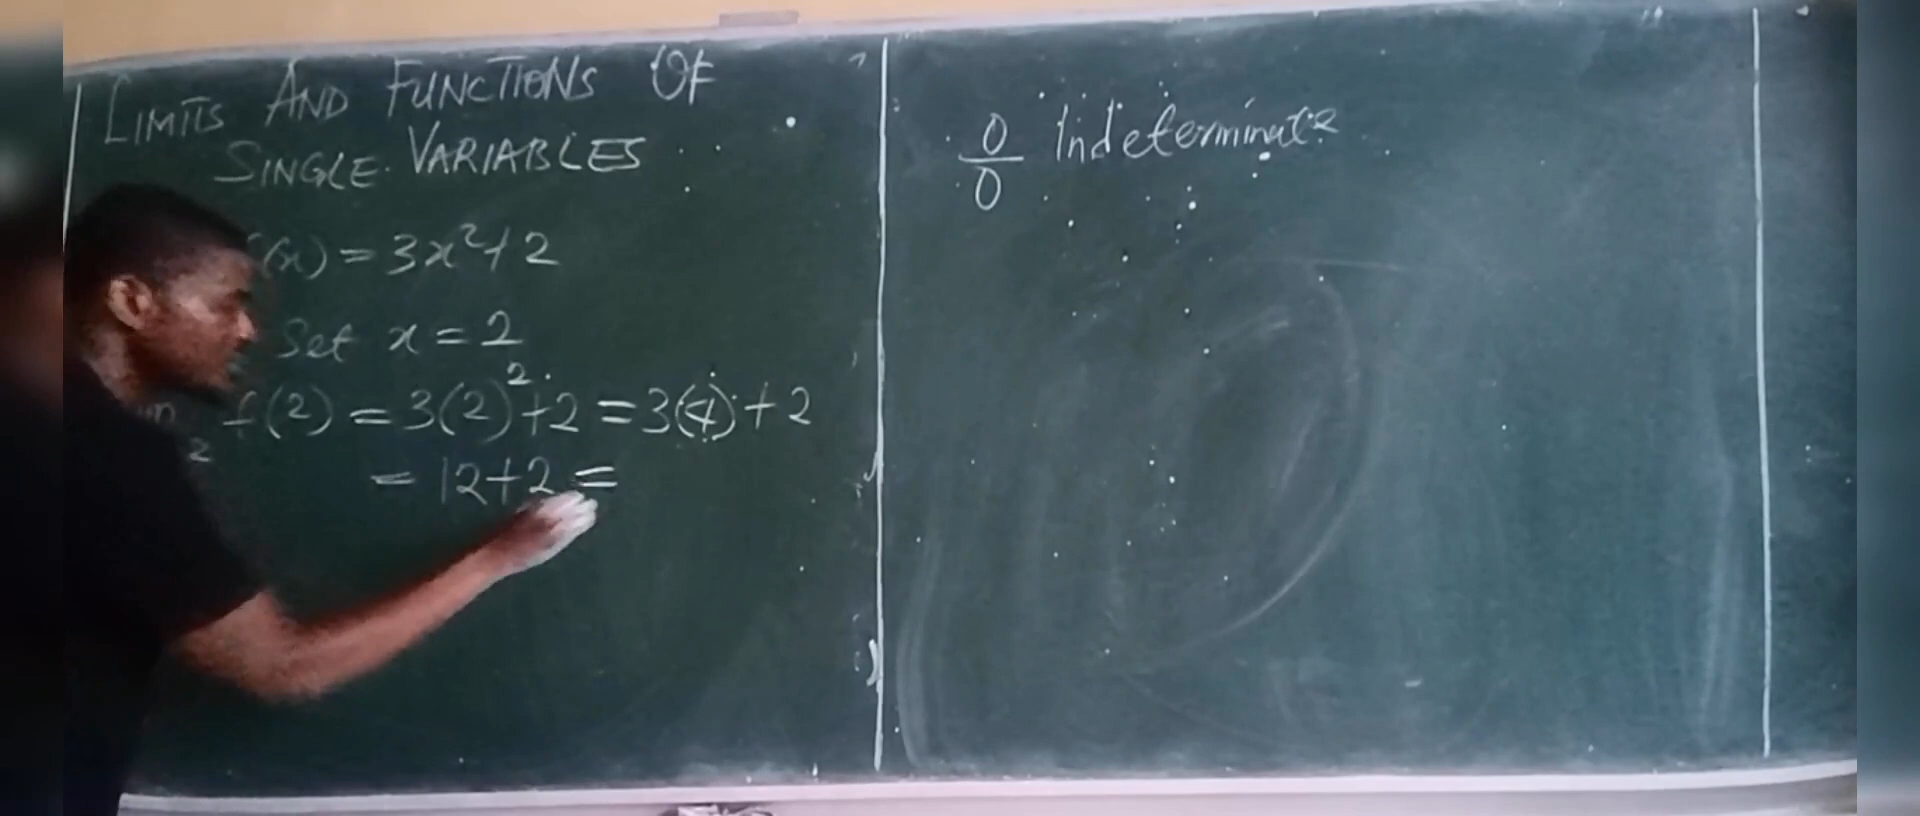 LIMITS AND FUNCTIONS OF
SINGLE VARIABLES
f(x) = 3x²+2
Set x = 2
f(2) = 3(2)²+2 = 3(4)+2
2
= 12+2 =
0/0 Indeterminate